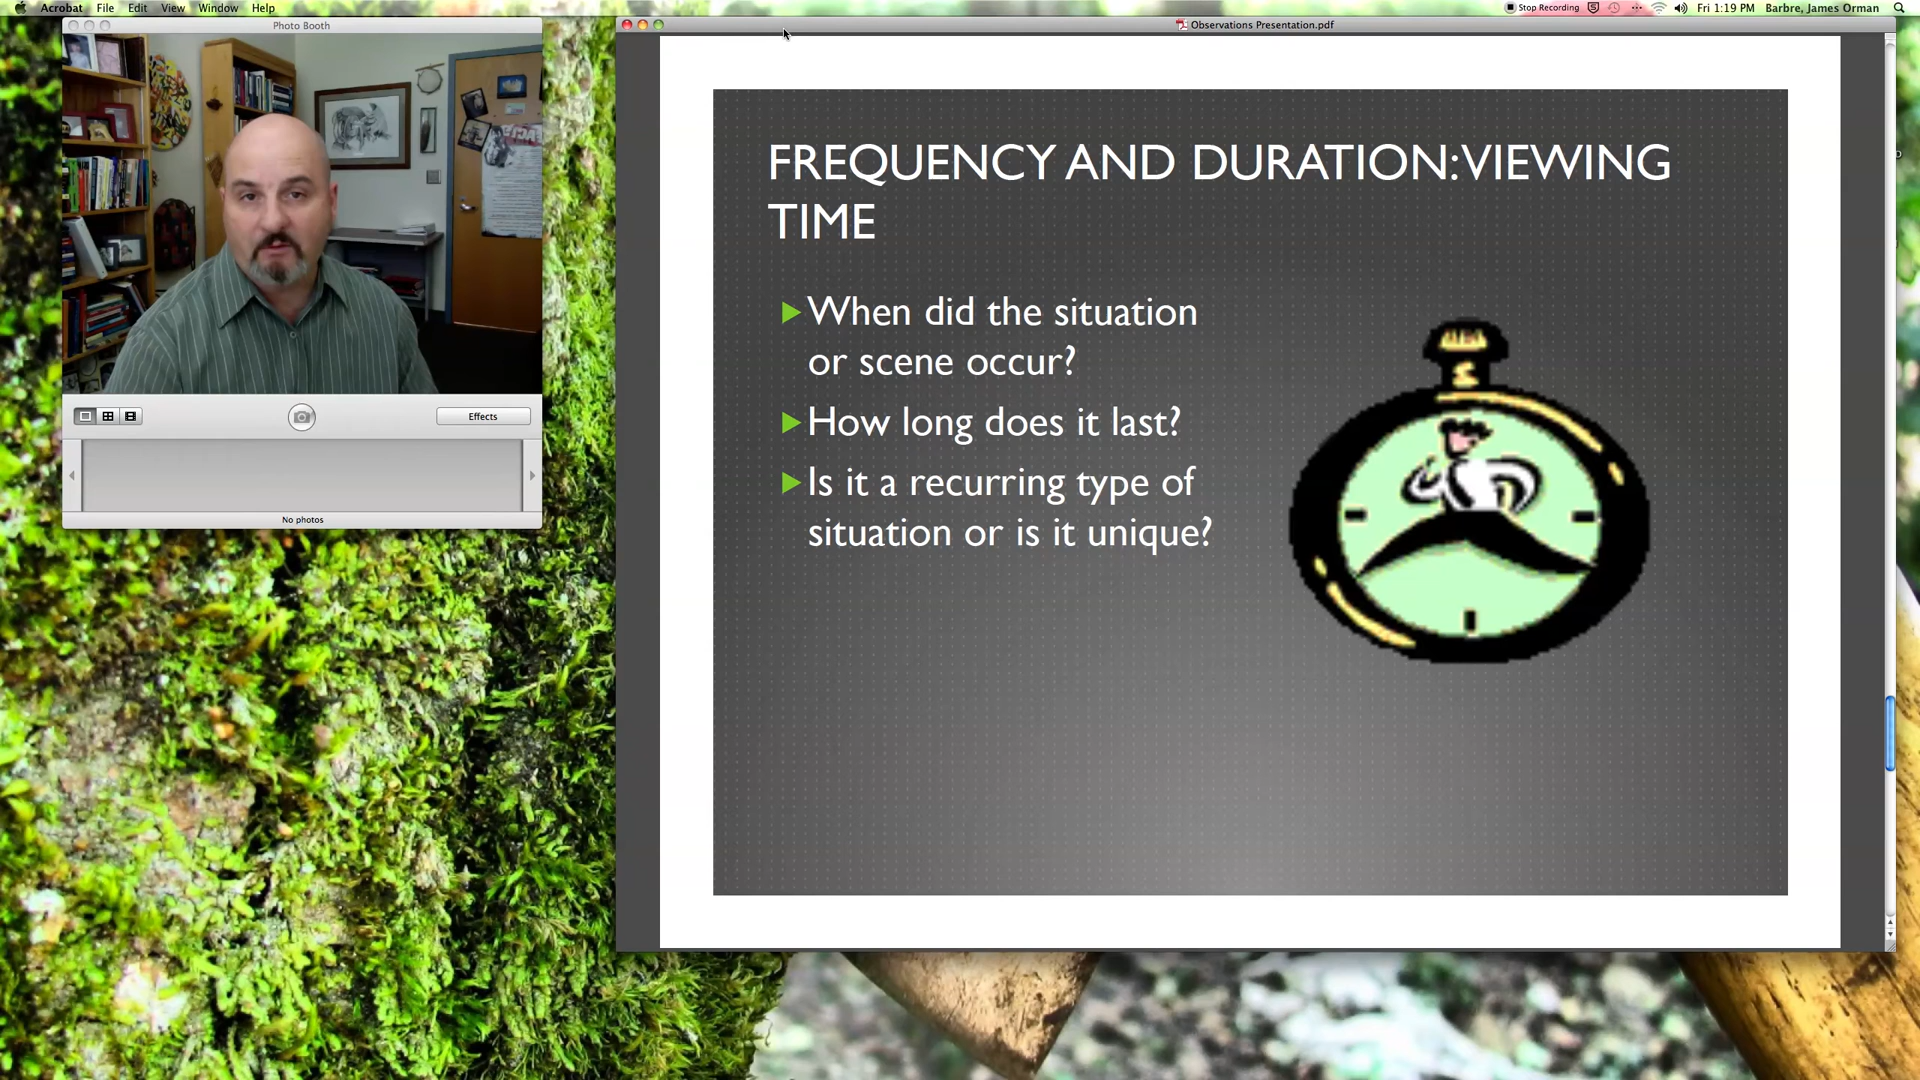 Acrobat File Edit View Window Help
Stop Recording Fri 1:19 PM Barbre, James Orman
Photo Booth
Effects
No photos
Observations Presentation.pdf
FREQUENCY AND DURATION:VIEWING
TIME
When did the situation
or scene occur?
How long does it last?
Is it a recurring type of
situation or is it unique?